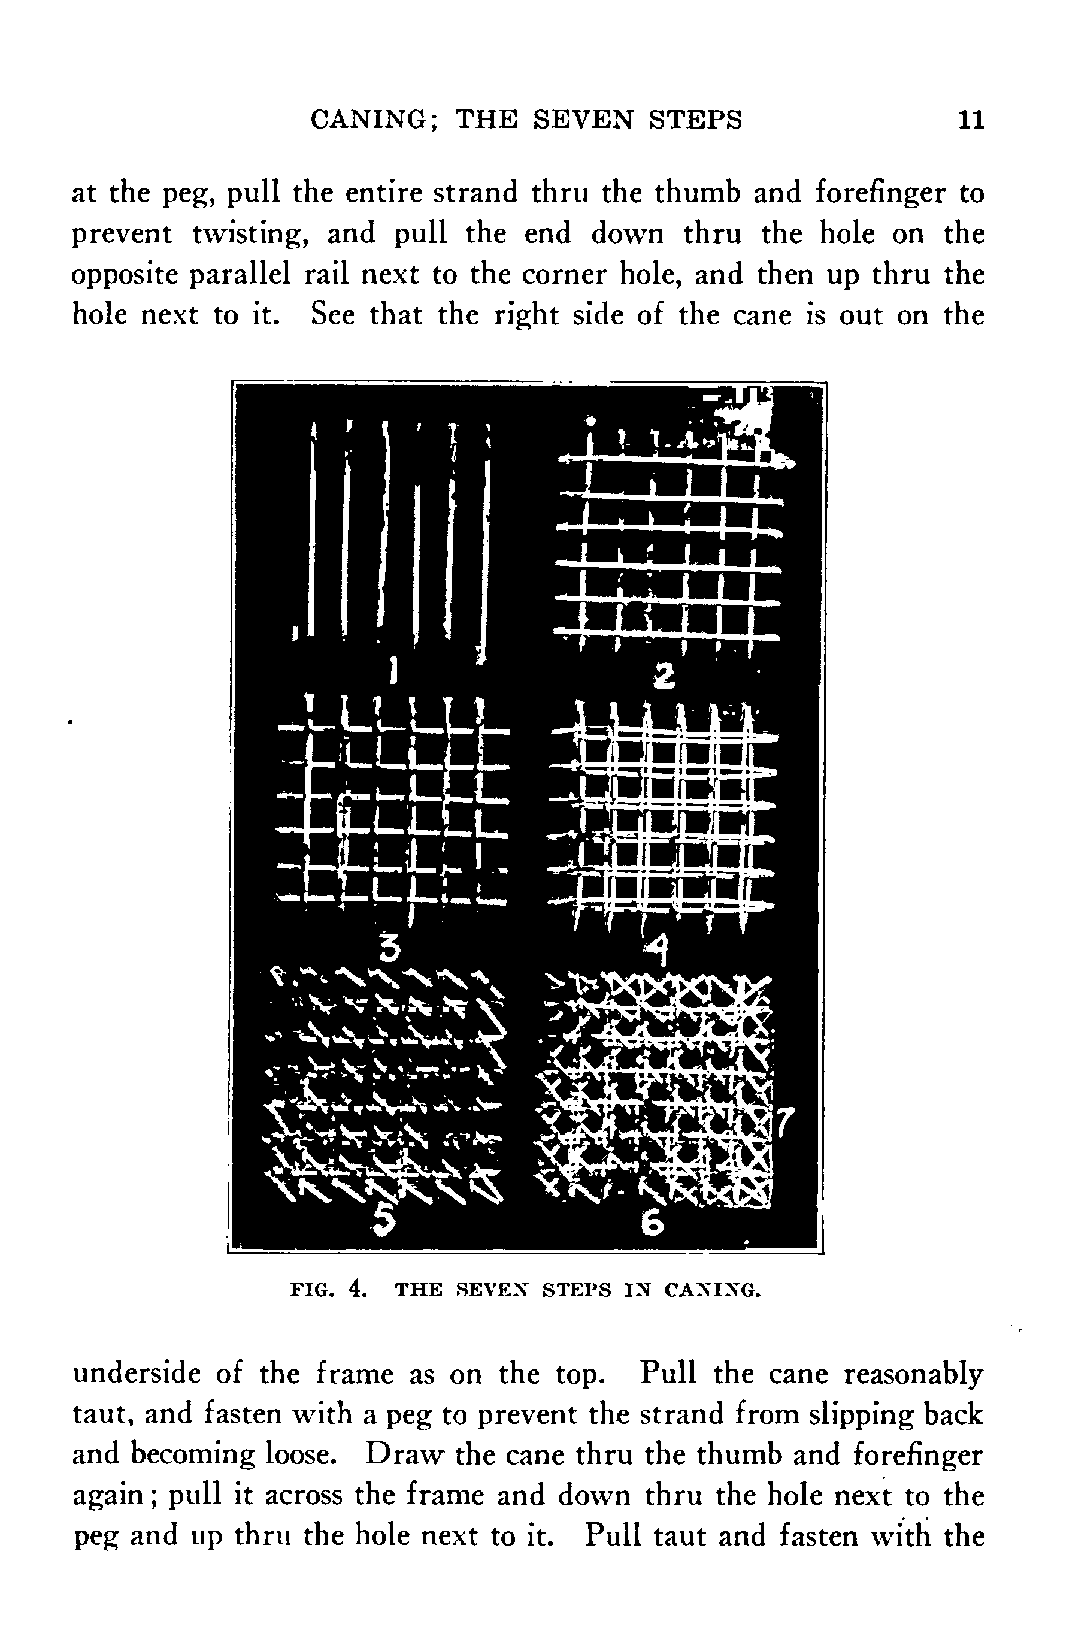 CANING; THE SEVEN STEPS 11
at the peg, pull the entire strand thru the thumb and forefinger to
prevent twisting, and pull the end down thru the hole on the
opposite parallel rail next to the corner hole, and then up thru the
hole next to it. See that the right side of the cane is out on the
1
2
3
4
7
5
6
FIG. 4. THE SEVEN STEPS IN CANING.
underside of the frame as on the top. Pull the cane reasonably
taut, and fasten with a peg to prevent the strand from slipping back
and becoming loose. Draw the cane thru the thumb and forefinger
again; pull it across the frame and down thru the hole next to the
peg and up thru the hole next to it. Pull taut and fasten with the